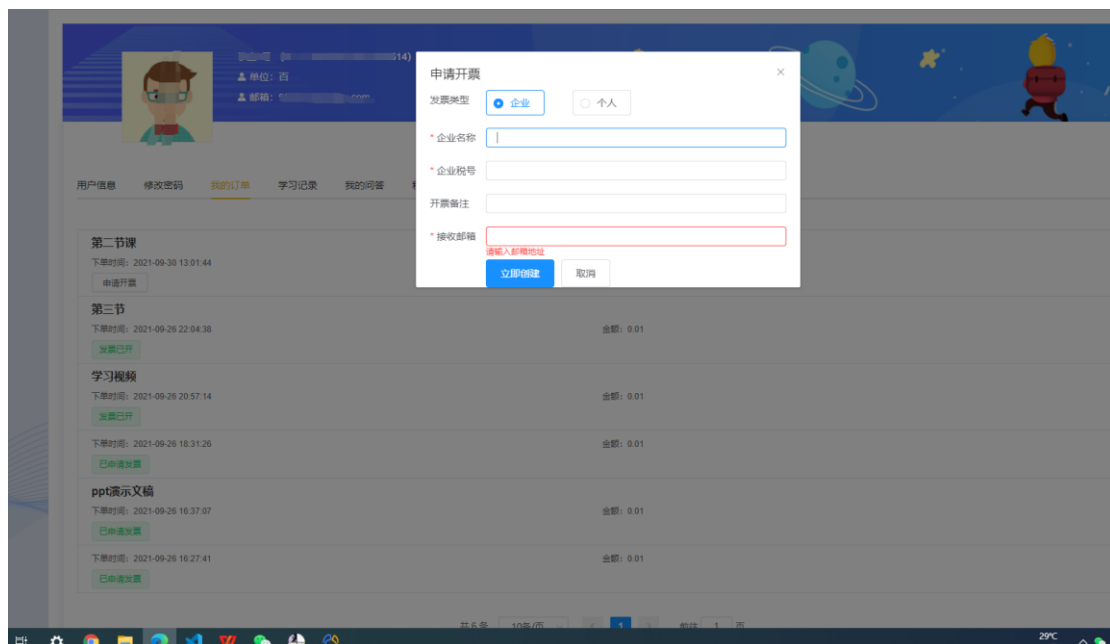 614)
单位：百
邮箱：
.com
申请开票
发票类型 企业 个人
* 企业名称
* 企业税号
开票备注
* 接收邮箱
请输入邮箱地址
立即创建 取消
用户信息 修改密码 我的订单 学习记录 我的问答
第二节课
下单时间：2021-09-30 13:01:44
申请开票
第三节
下单时间：2021-09-26 22:04:38 金额：0.01
发票已开
学习视频
下单时间：2021-09-26 20:57:14 金额：0.01
发票已开
下单时间：2021-09-26 18:31:26 金额：0.01
已申请发票
ppt演示文稿
下单时间：2021-09-26 16:37:07 金额：0.01
已申请发票
下单时间：2021-09-26 16:27:41 金额：0.01
已申请发票
共 6 条 10条/页 1 前往 1 页
29°C